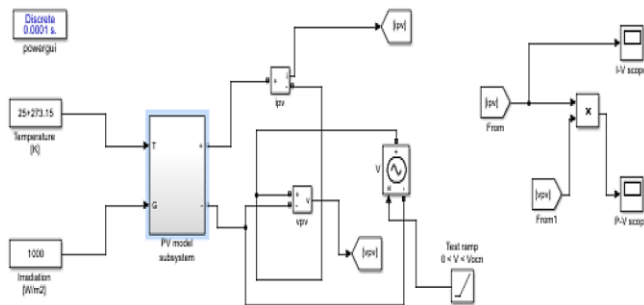 Discrete
0.0001 s.
powergui
25+273.15
Temperature
[K]
1000
Irradiation
[W/m2]
T
G
+
-
PV model
subsystem
+
i
-
ipv
[ipv]
+
-
v
vpv
[vpv]
V
+
-
Test ramp
0 < V < Vocn
[ipv]
From
[vpv]
From1
×
I-V scope
P-V scope